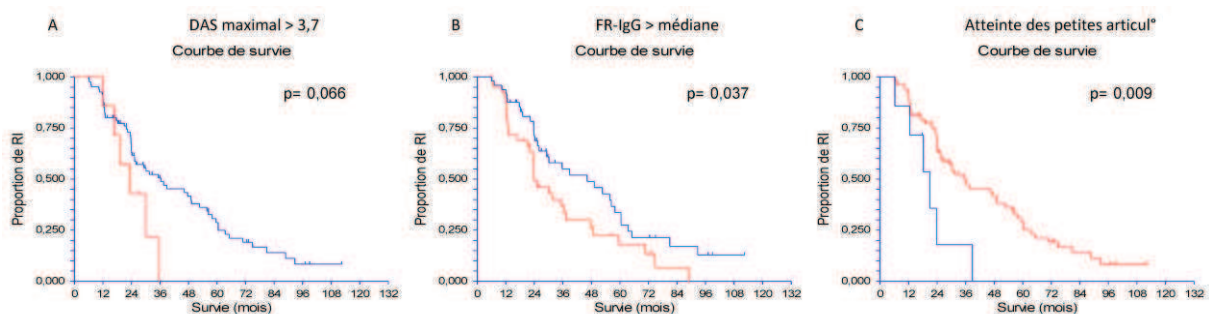 A DAS maximal > 3,7
Courbe de survie
p= 0,066
Proportion de RI
1,000
0,750
0,500
0,250
0,000
0 12 24 36 48 60 72 84 96 108 120 132
Survie (mois)
B FR-IgG > médiane
Courbe de survie
p= 0,037
Proportion de RI
1,000
0,750
0,500
0,250
0,000
0 12 24 36 48 60 72 84 96 108 120 132
Survie (mois)
C Atteinte des petites articul°
Courbe de survie
p= 0,009
Proportion de RI
1,000
0,750
0,500
0,250
0,000
0 12 24 36 48 60 72 84 96 108 120 132
Survie (mois)